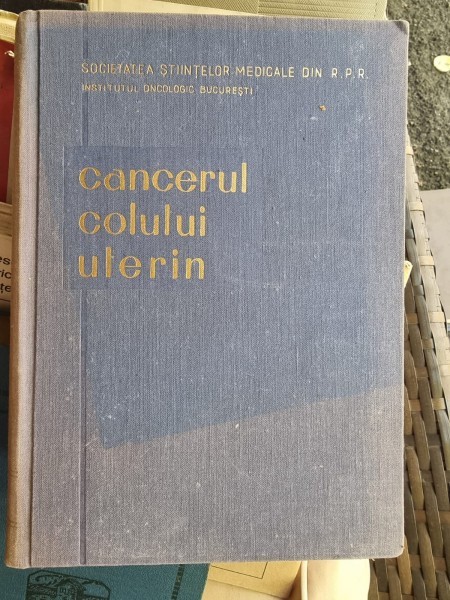 SOCIETATEA ŞTIINŢELOR MEDICALE DIN R.P.R.
INSTITUTUL ONCOLOGIC BUCUREŞTI
cancerul
colului
uterin